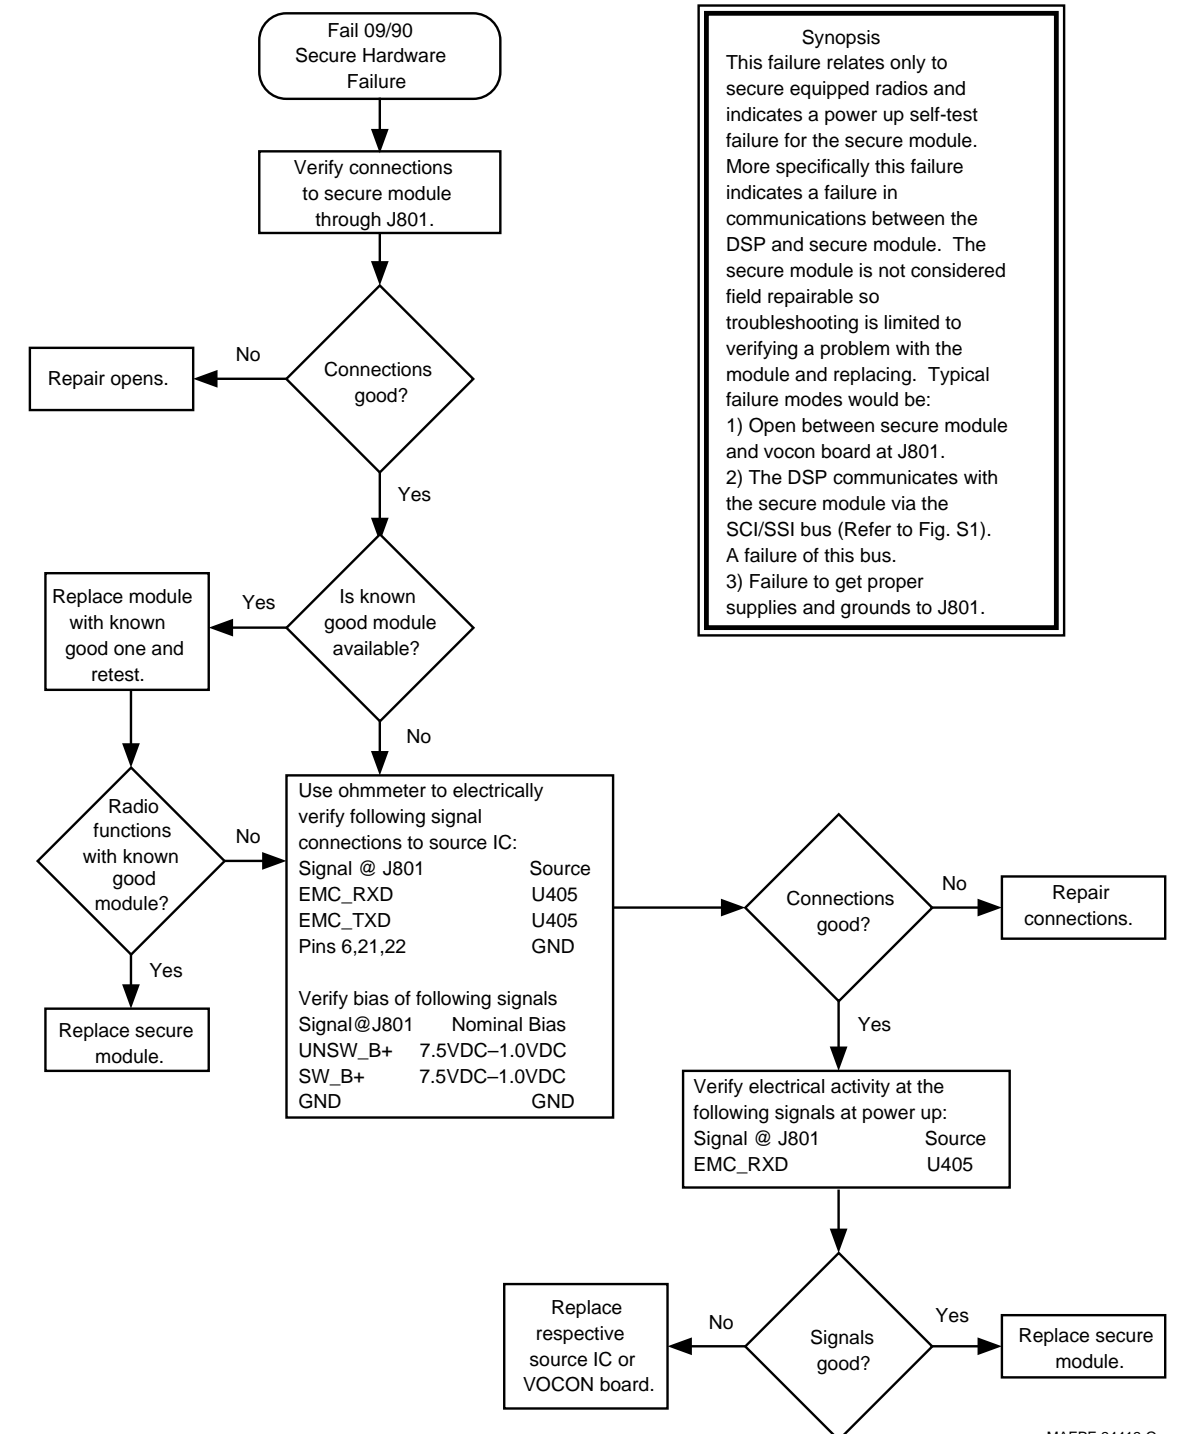 Fail 09/90
Secure Hardware
Failure
Verify connections
to secure module
through J801.
Connections
good?
No
Repair opens.
Yes
Is known
good module
available?
Yes
Replace module
with known
good one and
retest.
No
Radio
functions
with known
good
module?
No
Yes
Replace secure
module.
Use ohmmeter to electrically
verify following signal
connections to source IC:
Signal @ J801 Source
EMC_RXD U405
EMC_TXD U405
Pins 6,21,22 GND
Verify bias of following signals
Signal@J801 Nominal Bias
UNSW_B+ 7.5VDC–1.0VDC
SW_B+ 7.5VDC–1.0VDC
GND GND
Connections
good?
No
Repair
connections.
Yes
Verify electrical activity at the
following signals at power up:
Signal @ J801 Source
EMC_RXD U405
Signals
good?
No
Replace
respective
source IC or
VOCON board.
Yes
Replace secure
module.
Synopsis
This failure relates only to
secure equipped radios and
indicates a power up self-test
failure for the secure module.
More specifically this failure
indicates a failure in
communications between the
DSP and secure module. The
secure module is not considered
field repairable so
troubleshooting is limited to
verifying a problem with the
module and replacing. Typical
failure modes would be:
1) Open between secure module
and vocon board at J801.
2) The DSP communicates with
the secure module via the
SCI/SSI bus (Refer to Fig. S1).
A failure of this bus.
3) Failure to get proper
supplies and grounds to J801.